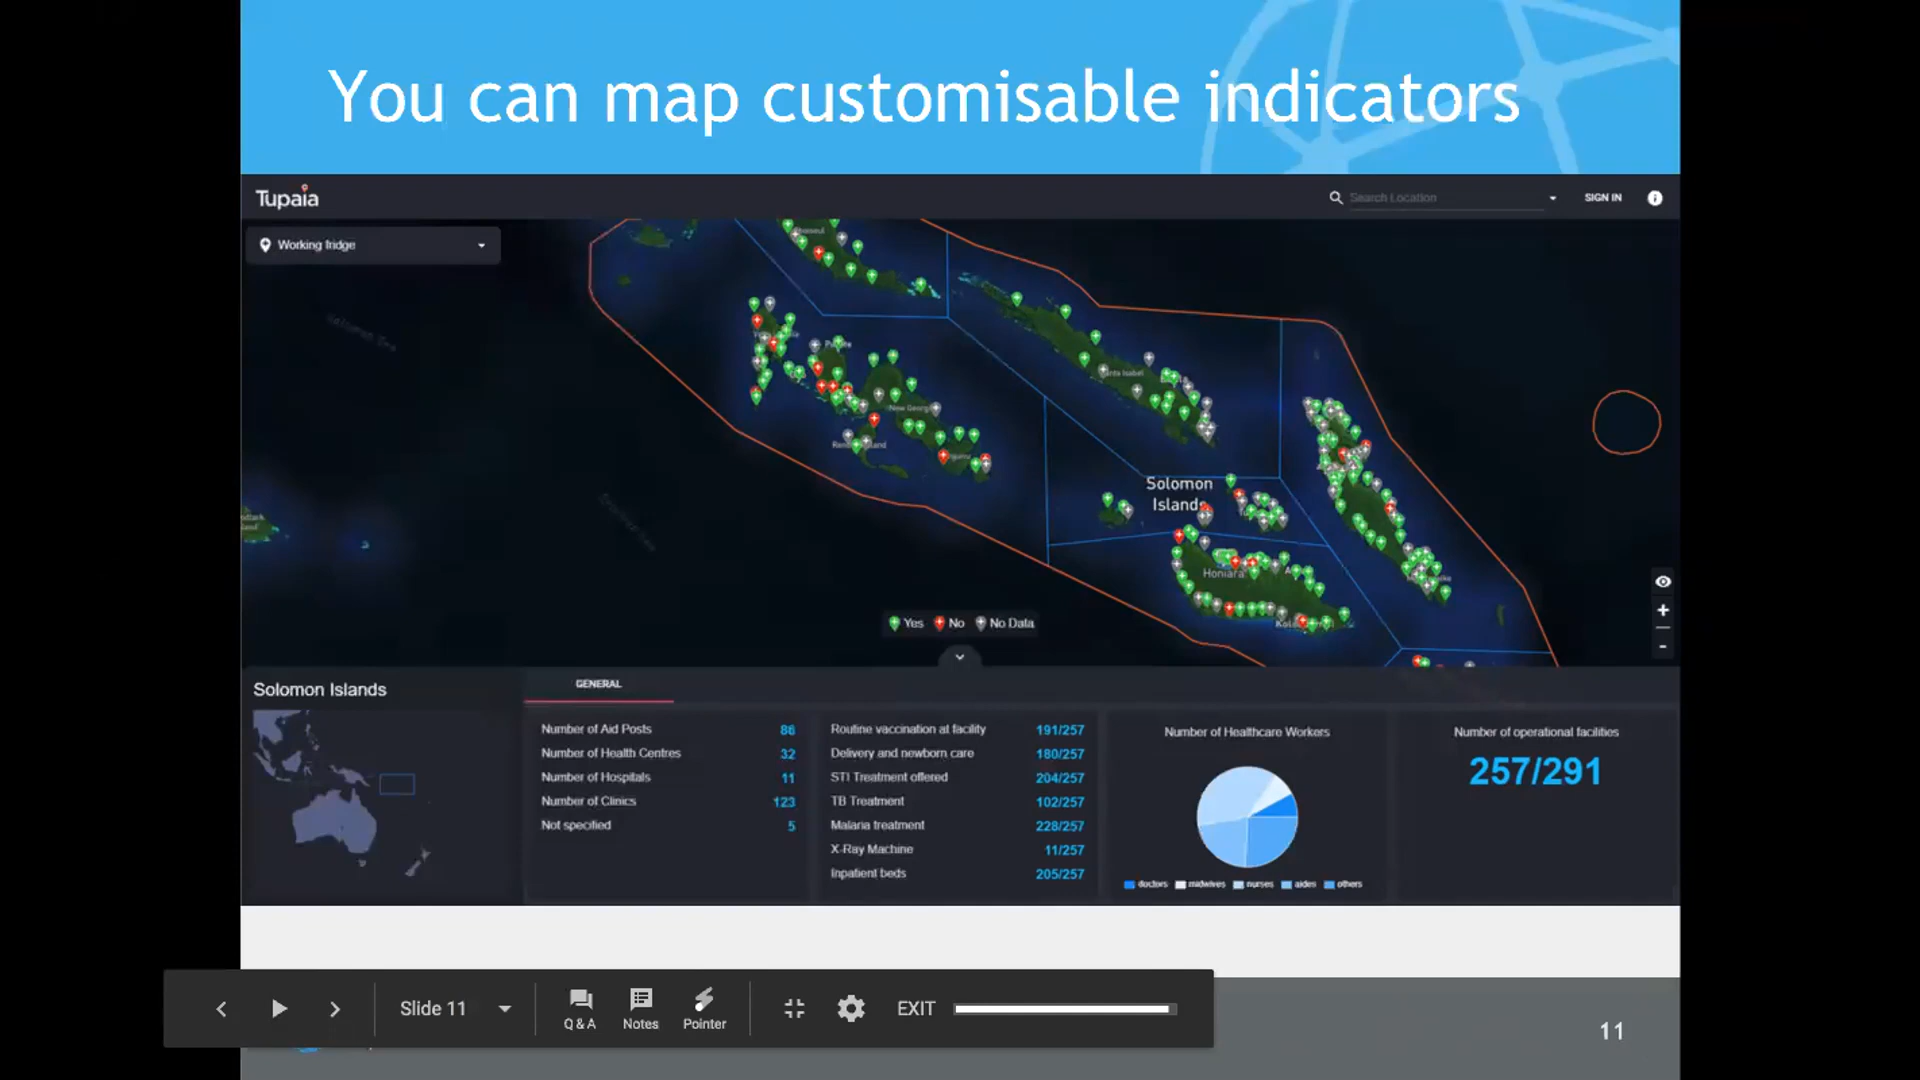 You can map customisable indicators
Tupaia
Search Location
SIGN IN
Working fridge
Santa Isabel
Solomon
Islands
Honiara
Yes No No Data
Solomon Islands
GENERAL
Number of Aid Posts 86
Number of Health Centres 32
Number of Hospitals 11
Number of Clinics 123
Not specified 5
Routine vaccination at facility 191/257
Delivery and newborn care 180/257
STI Treatment offered 204/257
TB Treatment 102/257
Malaria treatment 228/257
X-Ray Machine 11/257
Inpatient beds 205/257
Number of Healthcare Workers
doctors midwives nurses aides others
Number of operational facilities
257/291
Slide 11
Q & A
Notes
Pointer
EXIT
11